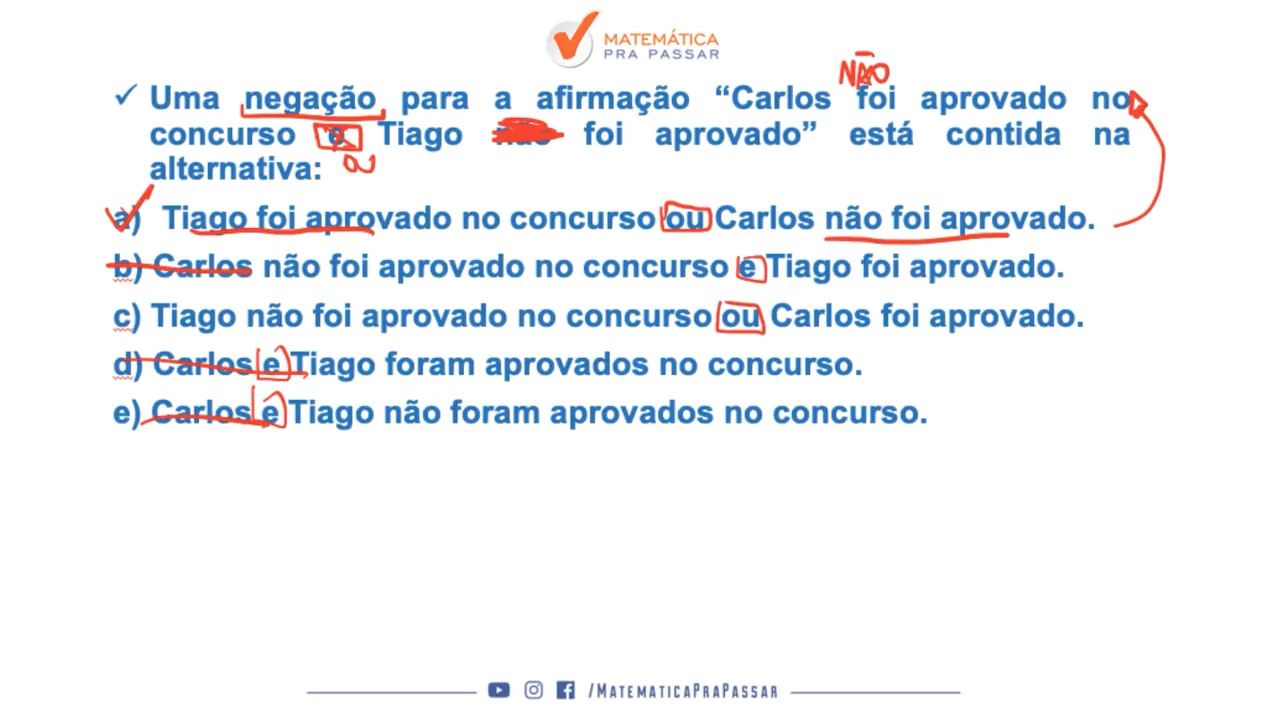 MATEMÁTICA
PRA PASSAR
NÃO
✓ Uma negação para a afirmação “Carlos foi aprovado no
concurso e Tiago não foi aprovado” está contida na
ou
alternativa:
a) Tiago foi aprovado no concurso ou Carlos não foi aprovado.
b) Carlos não foi aprovado no concurso e Tiago foi aprovado.
c) Tiago não foi aprovado no concurso ou Carlos foi aprovado.
d) Carlos e Tiago foram aprovados no concurso.
e) Carlos e Tiago não foram aprovados no concurso.
/MATEMATICAPRAPASSAR